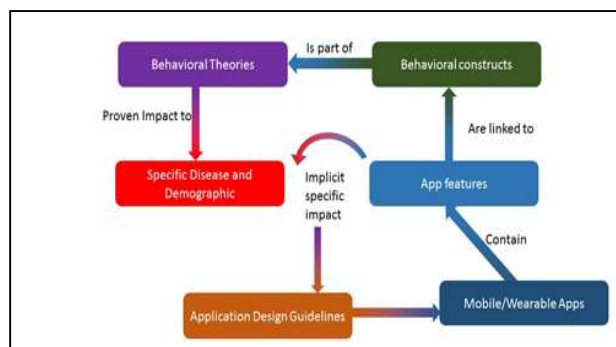 Is part of
Behavioral Theories
Behavioral constructs
Proven Impact to
Are linked to
Specific Disease and
Demographic
Implicit
specific
impact
App features
Contain
Application Design Guidelines
Mobile/Wearable Apps